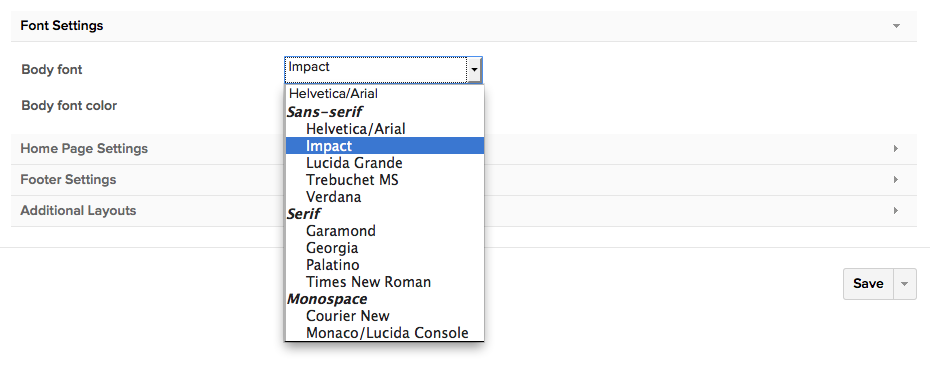 Font Settings
Body font
Impact
Helvetica/Arial
Body font color
Sans-serif
Helvetica/Arial
Impact
Lucida Grande
Trebuchet MS
Verdana
Serif
Garamond
Georgia
Palatino
Times New Roman
Monospace
Courier New
Monaco/Lucida Console
Home Page Settings
Footer Settings
Additional Layouts
Save